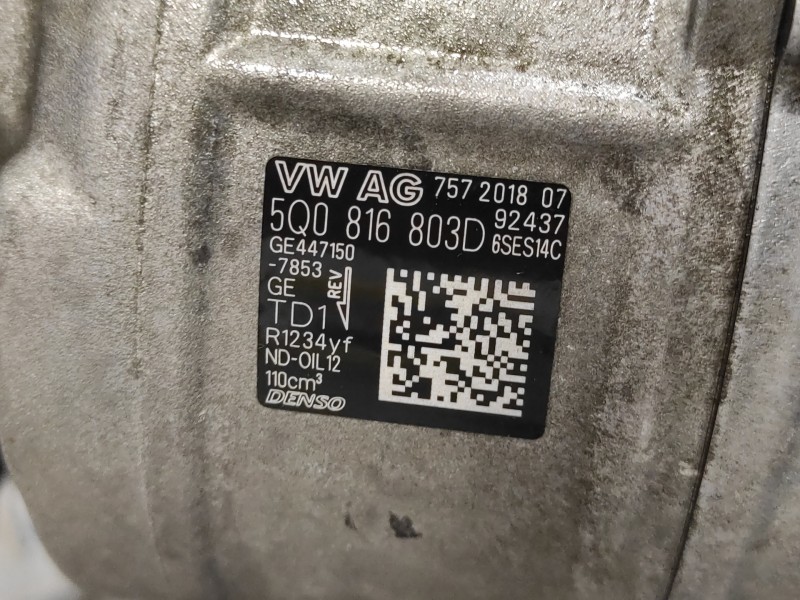 VW AG 757 2018 07
92437
5Q0 816 803D 6SES14C
GE447150
-7853
GE
REV
TD1
R1234yf
ND-OIL12
110cm³
DENSO